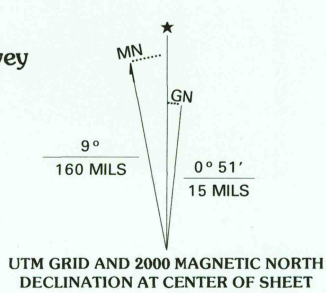 vey
MN
GN
9°
160 MILS
0° 51′
15 MILS
UTM GRID AND 2000 MAGNETIC NORTH
DECLINATION AT CENTER OF SHEET